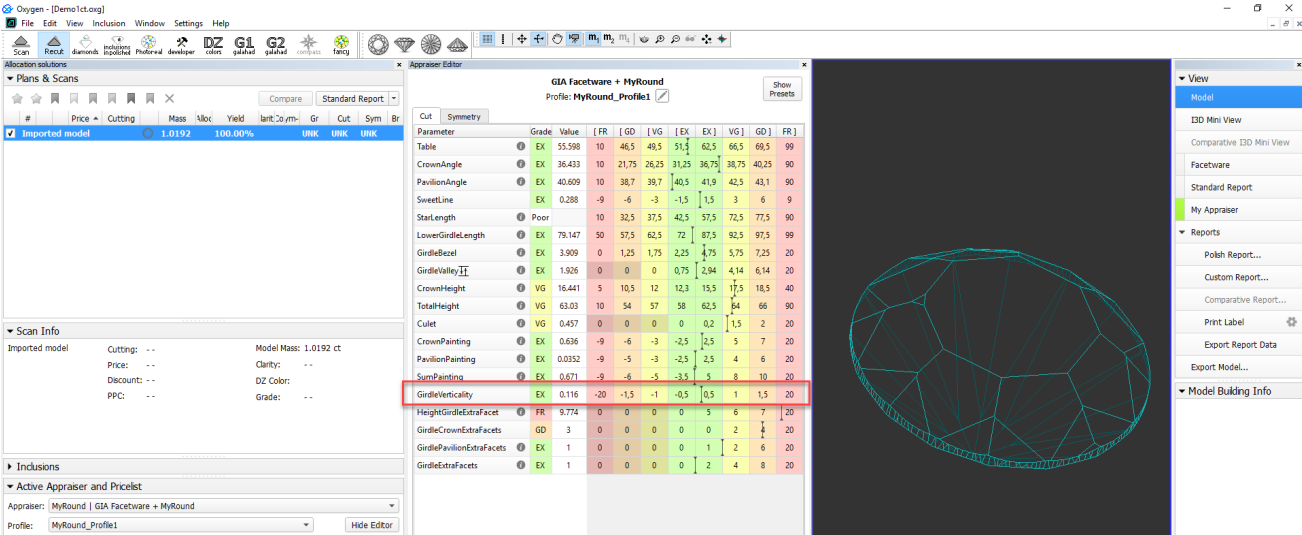 Oxygen - [Demo1ct.oxg]
File Edit View Inclusion Window Settings Help
Scan Recut diamonds inclusions inpolished Photoreal developer DZ colors G1 galahad G2 galahad compass fancy m1 m2 m4
Allocation solutions
Plans & Scans
Compare Standard Report
# Price Cutting Mass Alloc Yield larit Co ym- Gr Cut Sym Br
Imported model 1.0192 100.00% UNK UNK UNK
Scan Info
Imported model Cutting: - - Model Mass: 1.0192 ct
Price: - - Clarity: - -
Discount: - - DZ Color:
PPC: - - Grade: - -
Inclusions
Active Appraiser and Pricelist
Appraiser: MyRound | GIA Facetware + MyRound
Profile: MyRound_Profile1 Hide Editor
Appraiser Editor
GIA Facetware + MyRound
Profile: MyRound_Profile1
Show Presets
Cut Symmetry
Parameter Grade Value [ FR [ GD [ VG [ EX EX ] VG ] GD ] FR ]
Table EX 55.598 10 46,5 49,5 51,5 62,5 66,5 69,5 99
CrownAngle EX 36.433 10 21,75 26,25 31,25 36,75 38,75 40,25 90
PavilionAngle EX 40.609 10 38,7 39,7 40,5 41,9 42,5 43,1 90
SweetLine EX 0.288 -9 -6 -3 -1,5 1,5 3 6 9
StarLength Poor 10 32,5 37,5 42,5 57,5 72,5 77,5 90
LowerGirdleLength EX 79.147 50 57,5 62,5 72 87,5 92,5 97,5 99
GirdleBezel EX 3.909 0 1,25 1,75 2,25 4,75 5,75 7,25 20
GirdleValley EX 1.926 0 0 0 0,75 2,94 4,14 6,14 20
CrownHeight VG 16.441 5 10,5 12 12,3 15,5 17,5 18,5 40
TotalHeight VG 63.03 10 54 57 58 62,5 64 66 90
Culet VG 0.457 0 0 0 0 0,2 1,5 2 20
CrownPainting EX 0.636 -9 -6 -3 -2,5 2,5 5 7 20
PavilionPainting EX 0.0352 -9 -5 -3 -2,5 2,5 4 6 20
SumPainting EX 0.671 -9 -6 -5 -3,5 5 8 10 20
GirdleVerticality EX 0.116 -20 -1,5 -1 -0,5 0,5 1 1,5 20
HeightGirdleExtraFacet FR 9.774 0 0 0 0 5 6 7 20
GirdleCrownExtraFacets GD 3 0 0 0 0 0 2 4 20
GirdlePavilionExtraFacets EX 1 0 0 0 0 1 2 6 20
GirdleExtraFacets EX 1 0 0 0 0 2 4 8 20
View
Model
I3D Mini View
Comparative I3D Mini View
Facetware
Standard Report
My Appraiser
Reports
Polish Report...
Custom Report...
Comparative Report...
Print Label
Export Report Data
Export Model...
Model Building Info